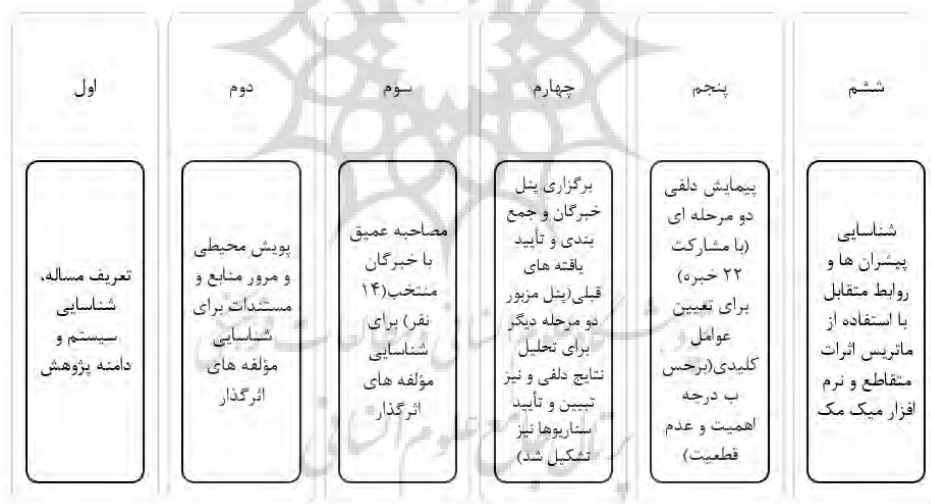 ششم
پنجم
چهارم
سوم
دوم
اول
شناسایی
پیشران ها و
روابط متقابل
با استفاده از
ماتریس اثرات
متقاطع و نرم
افزار میک مک
پیمایش دلفی
دو مرحله ای
(با مشارکت
۲۲ خبره)
برای تعیین
عوامل
کلیدی(برحس
ب درجه
اهمیت و عدم
قطعیت)
برگزاری پنل
خبرگان و جمع
بندی و تأیید
یافته های
قبلی(پنل مزبور
دو مرحله دیگر
برای تحلیل
نتایج دلفی و نیز
تبیین و تأیید
سناریوها نیز
تشکیل شد)
مصاحبه عمیق
با خبرگان
منتخب(۱۴
نفر) برای
شناسایی
مؤلفه های
اثرگذار
پویش محیطی
و مرور منابع و
مستندات برای
شناسایی
مؤلفه های
اثرگذار
تعریف مساله،
شناسایی
سیستم و
دامنه پژوهش
پرتال جامع علوم انسانی